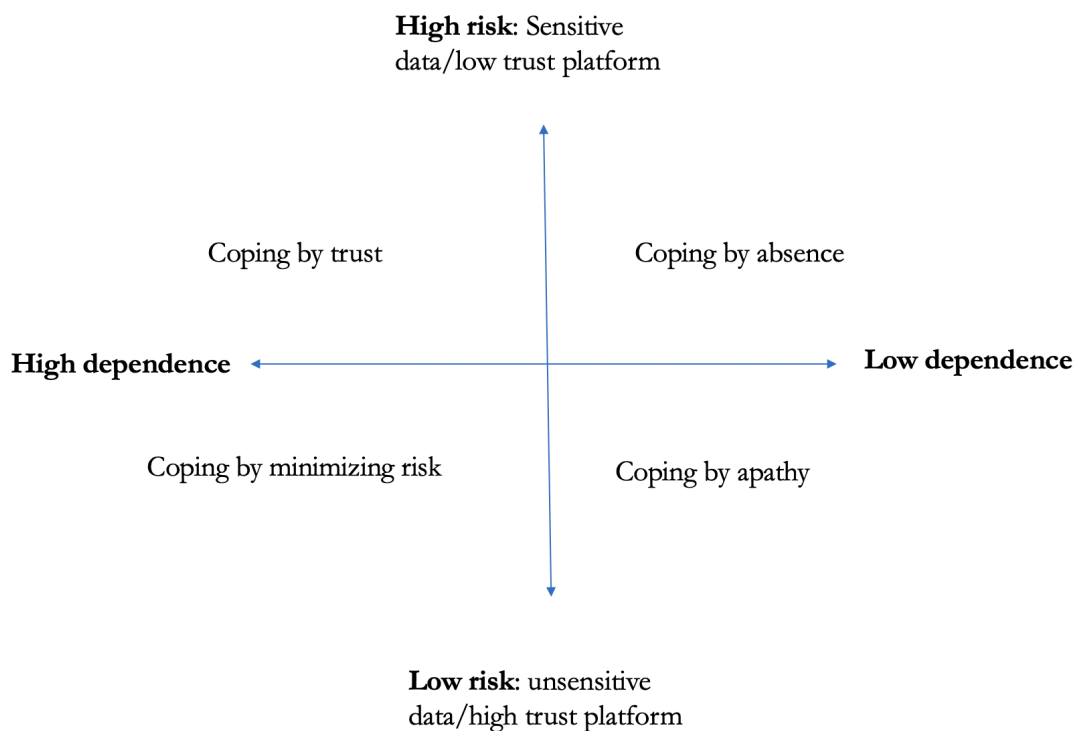 High risk: Sensitive
data/low trust platform
Coping by trust
Coping by absence
High dependence
Low dependence
Coping by minimizing risk
Coping by apathy
Low risk: unsensitive
data/high trust platform